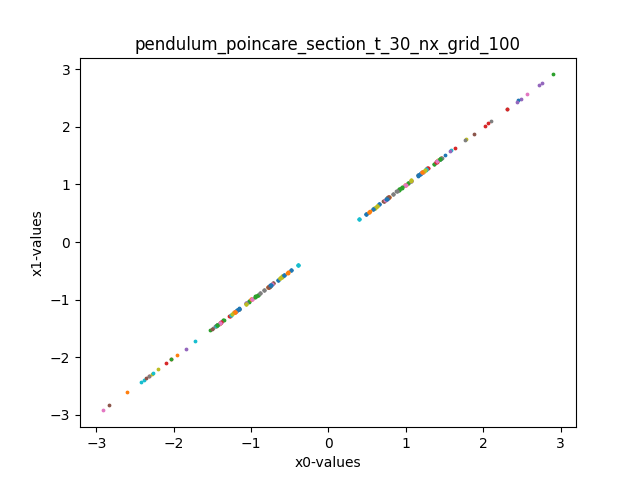 pendulum_poincare_section_t_30_nx_grid_100
3
2
1
0
−1
−2
−3
x1-values
−3 −2 −1 0 1 2 3
x0-values